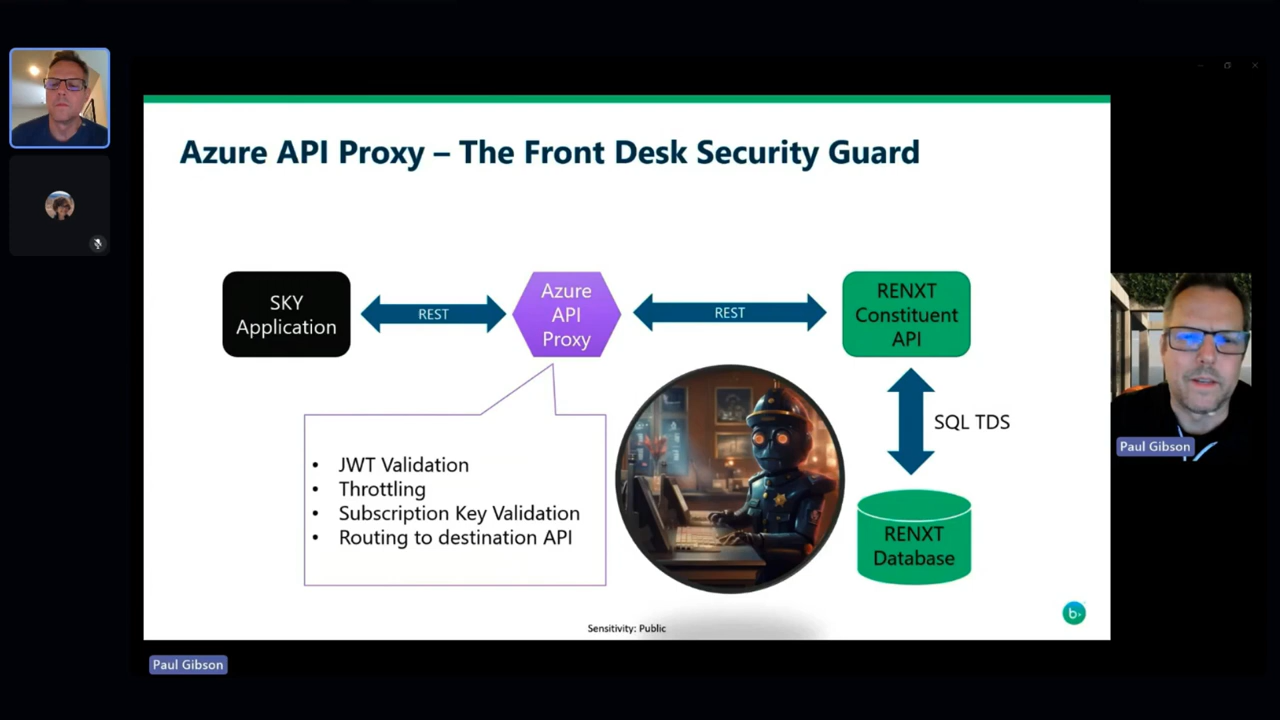 Azure API Proxy – The Front Desk Security Guard
SKY
Application
REST
Azure
API
Proxy
REST
RENXT
Constituent
API
SQL TDS
RENXT
Database
• JWT Validation
• Throttling
• Subscription Key Validation
• Routing to destination API
Sensitivity: Public
b
Paul Gibson
Paul Gibson